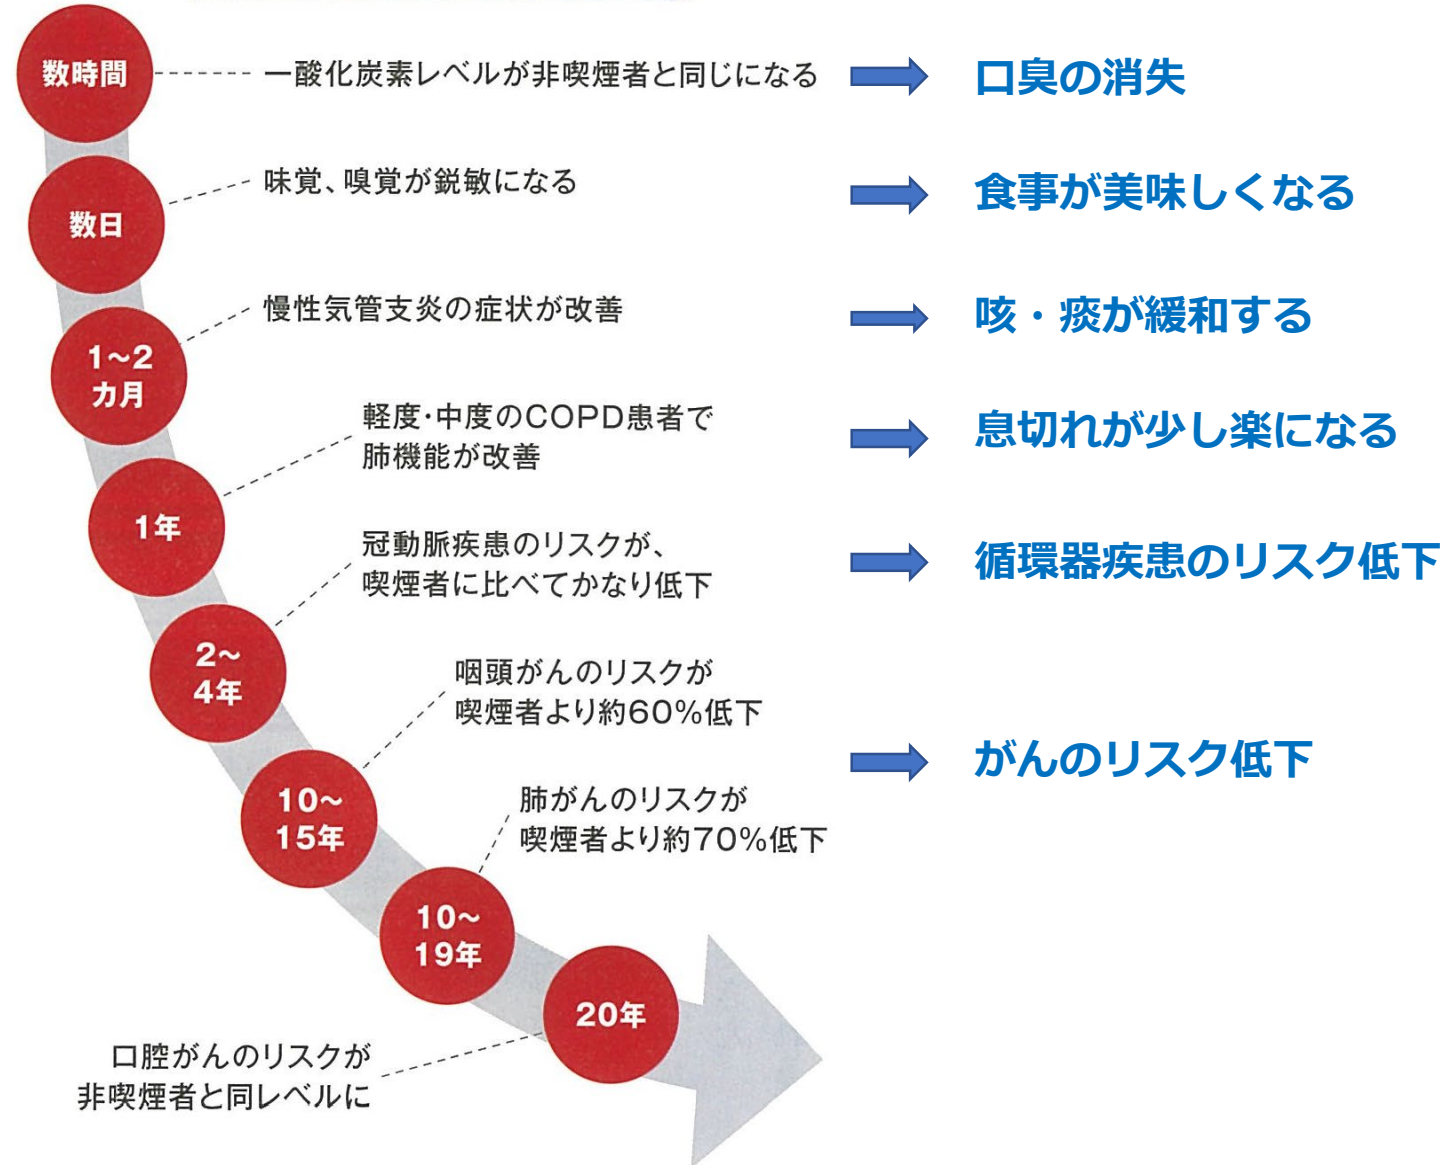 数時間
一酸化炭素レベルが非喫煙者と同じになる
口臭の消失
数日
味覚、嗅覚が鋭敏になる
食事が美味しくなる
1〜2
カ月
慢性気管支炎の症状が改善
咳・痰が緩和する
1年
軽度・中度のCOPD患者で
肺機能が改善
息切れが少し楽になる
2〜
4年
冠動脈疾患のリスクが、
喫煙者に比べてかなり低下
循環器疾患のリスク低下
10〜
15年
咽頭がんのリスクが
喫煙者より約60%低下
がんのリスク低下
10〜
19年
肺がんのリスクが
喫煙者より約70%低下
20年
口腔がんのリスクが
非喫煙者と同レベルに